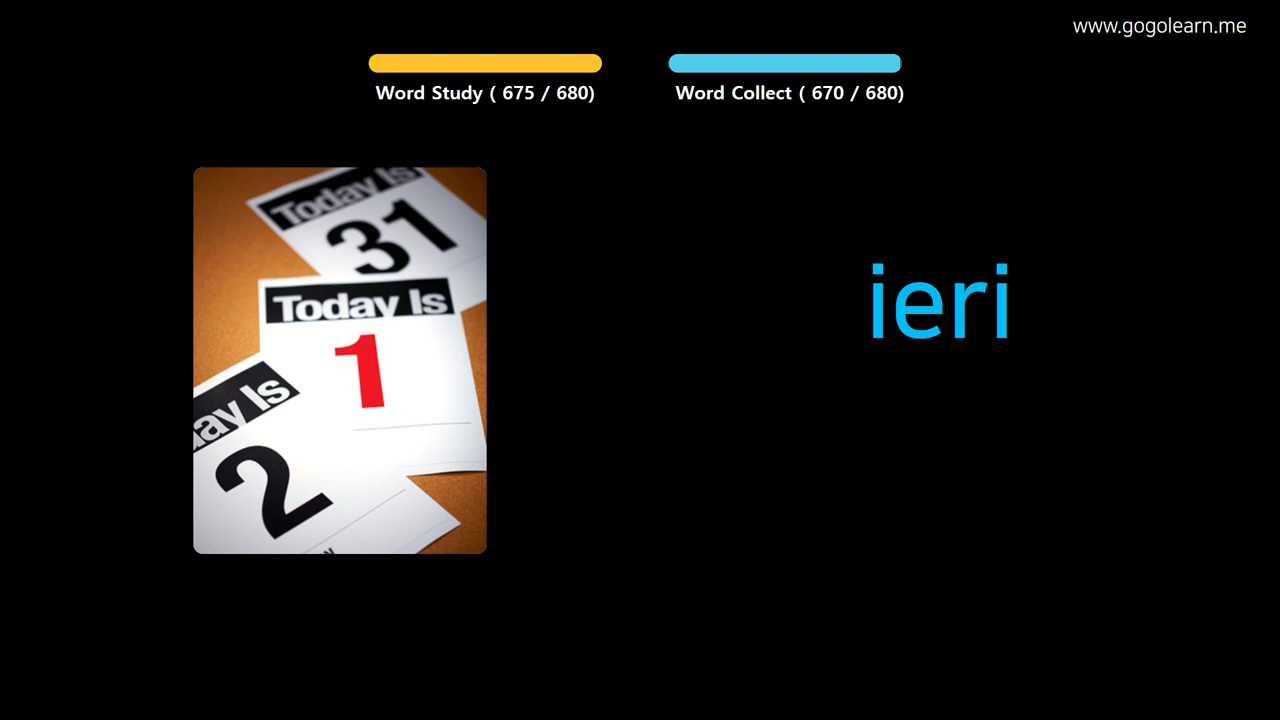 www.gogolearn.me
Word Study ( 675 / 680)
Word Collect ( 670 / 680)
Today Is
31
Today Is
1
ay Is
2
ieri